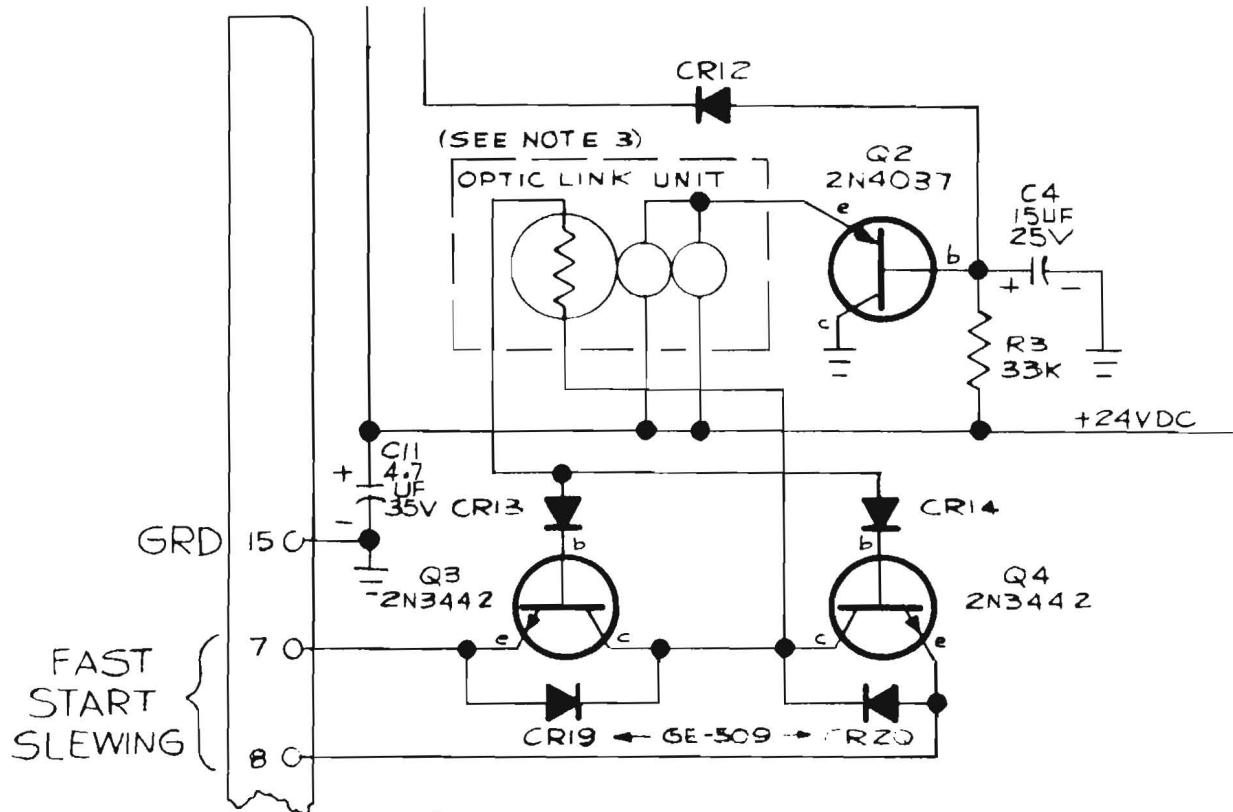 CR12
(SEE NOTE 3)
OPTIC LINK UNIT
Q2
2N4037
e
b
c
C4
15UF
25V
+ -
R3
33K
+24VDC
+
C11
4.7
UF
35V
-
CR13
CR14
GRD 15
b
b
Q3
2N3442
Q4
2N3442
e
c
c
e
FAST
START
SLEWING
7
8
CR19 ← GE-509 → CR20